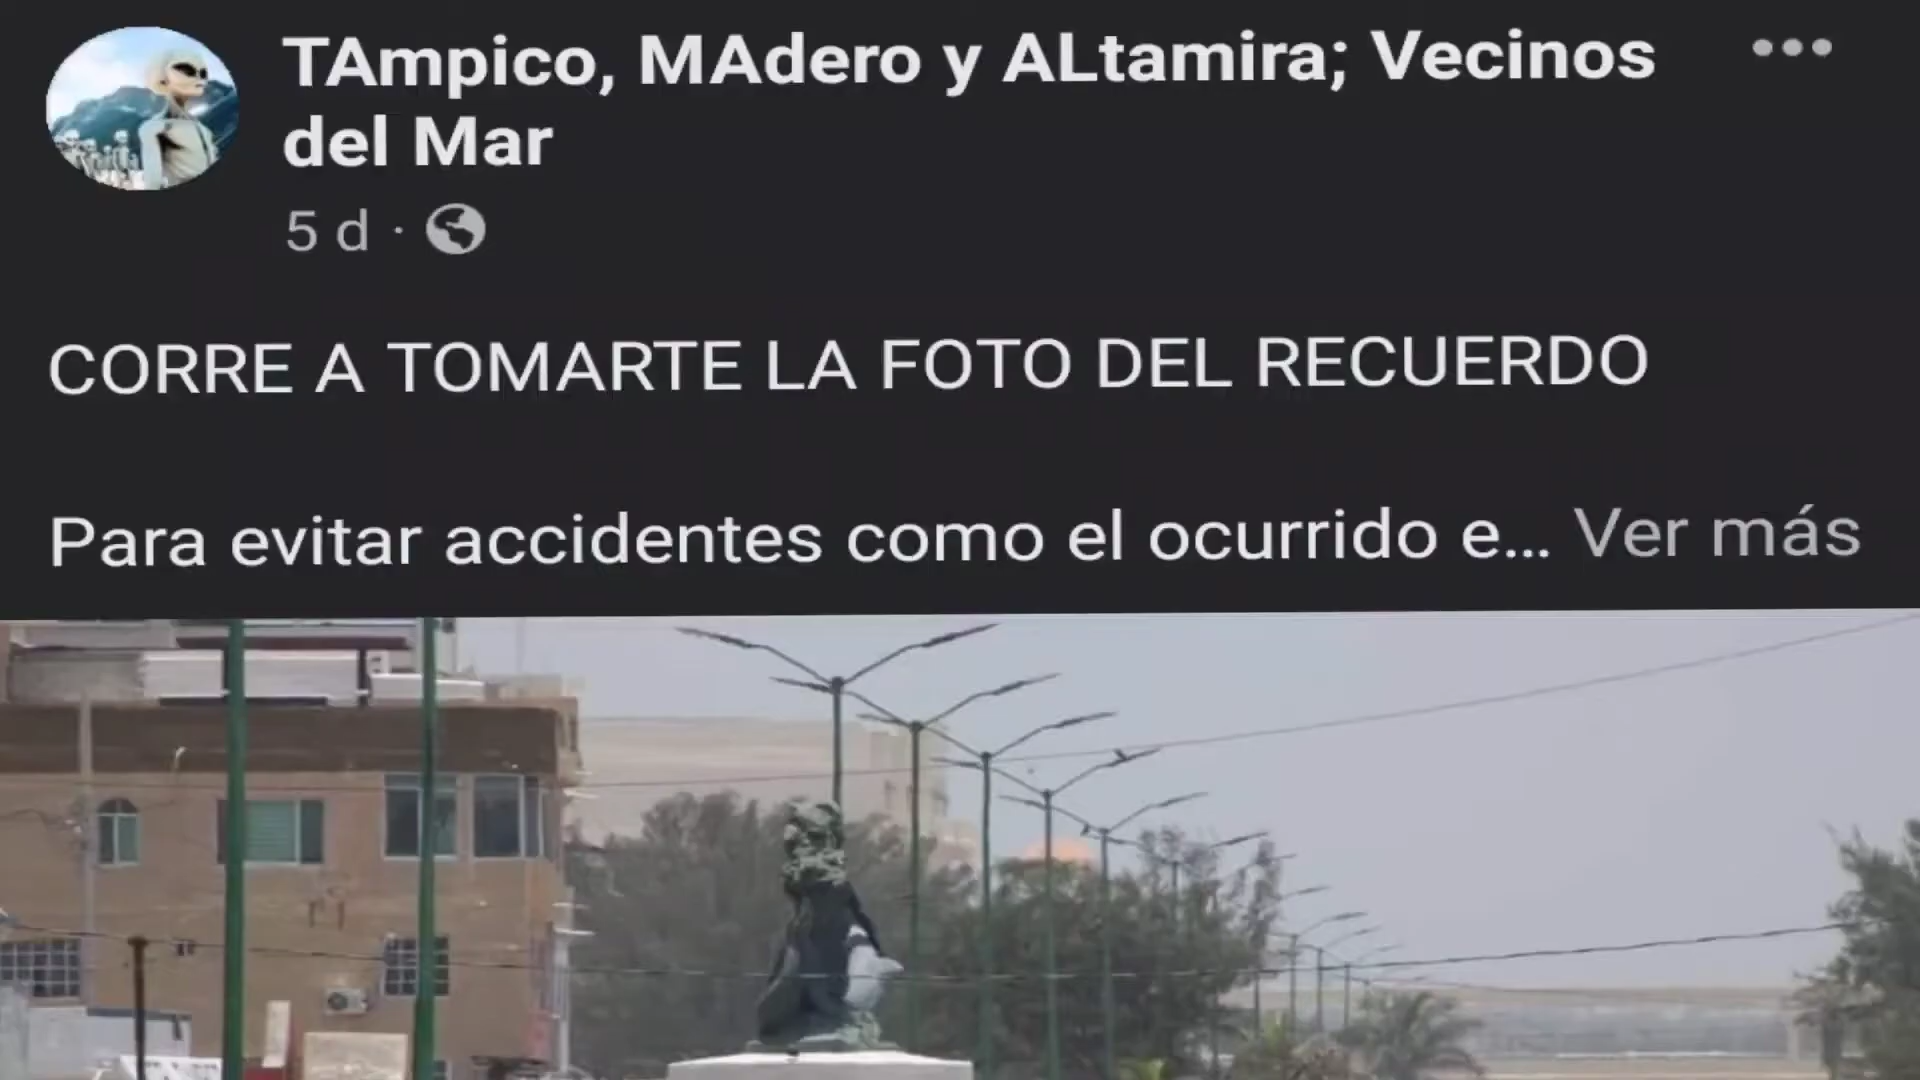 TAmpico, MAdero y ALtamira; Vecinos
del Mar
5 d ·
CORRE A TOMARTE LA FOTO DEL RECUERDO
Para evitar accidentes como el ocurrido e... Ver más